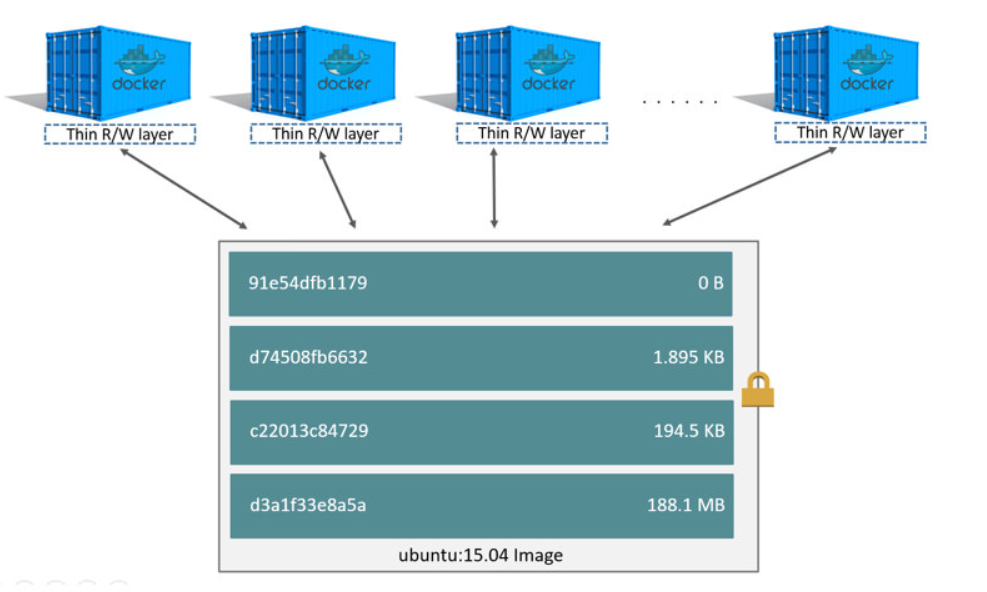 docker docker docker docker
. . . . . .
Thin R/W layer Thin R/W layer Thin R/W layer Thin R/W layer
91e54dfb1179 0 B
d74508fb6632 1.895 KB
c22013c84729 194.5 KB
d3a1f33e8a5a 188.1 MB
ubuntu:15.04 Image